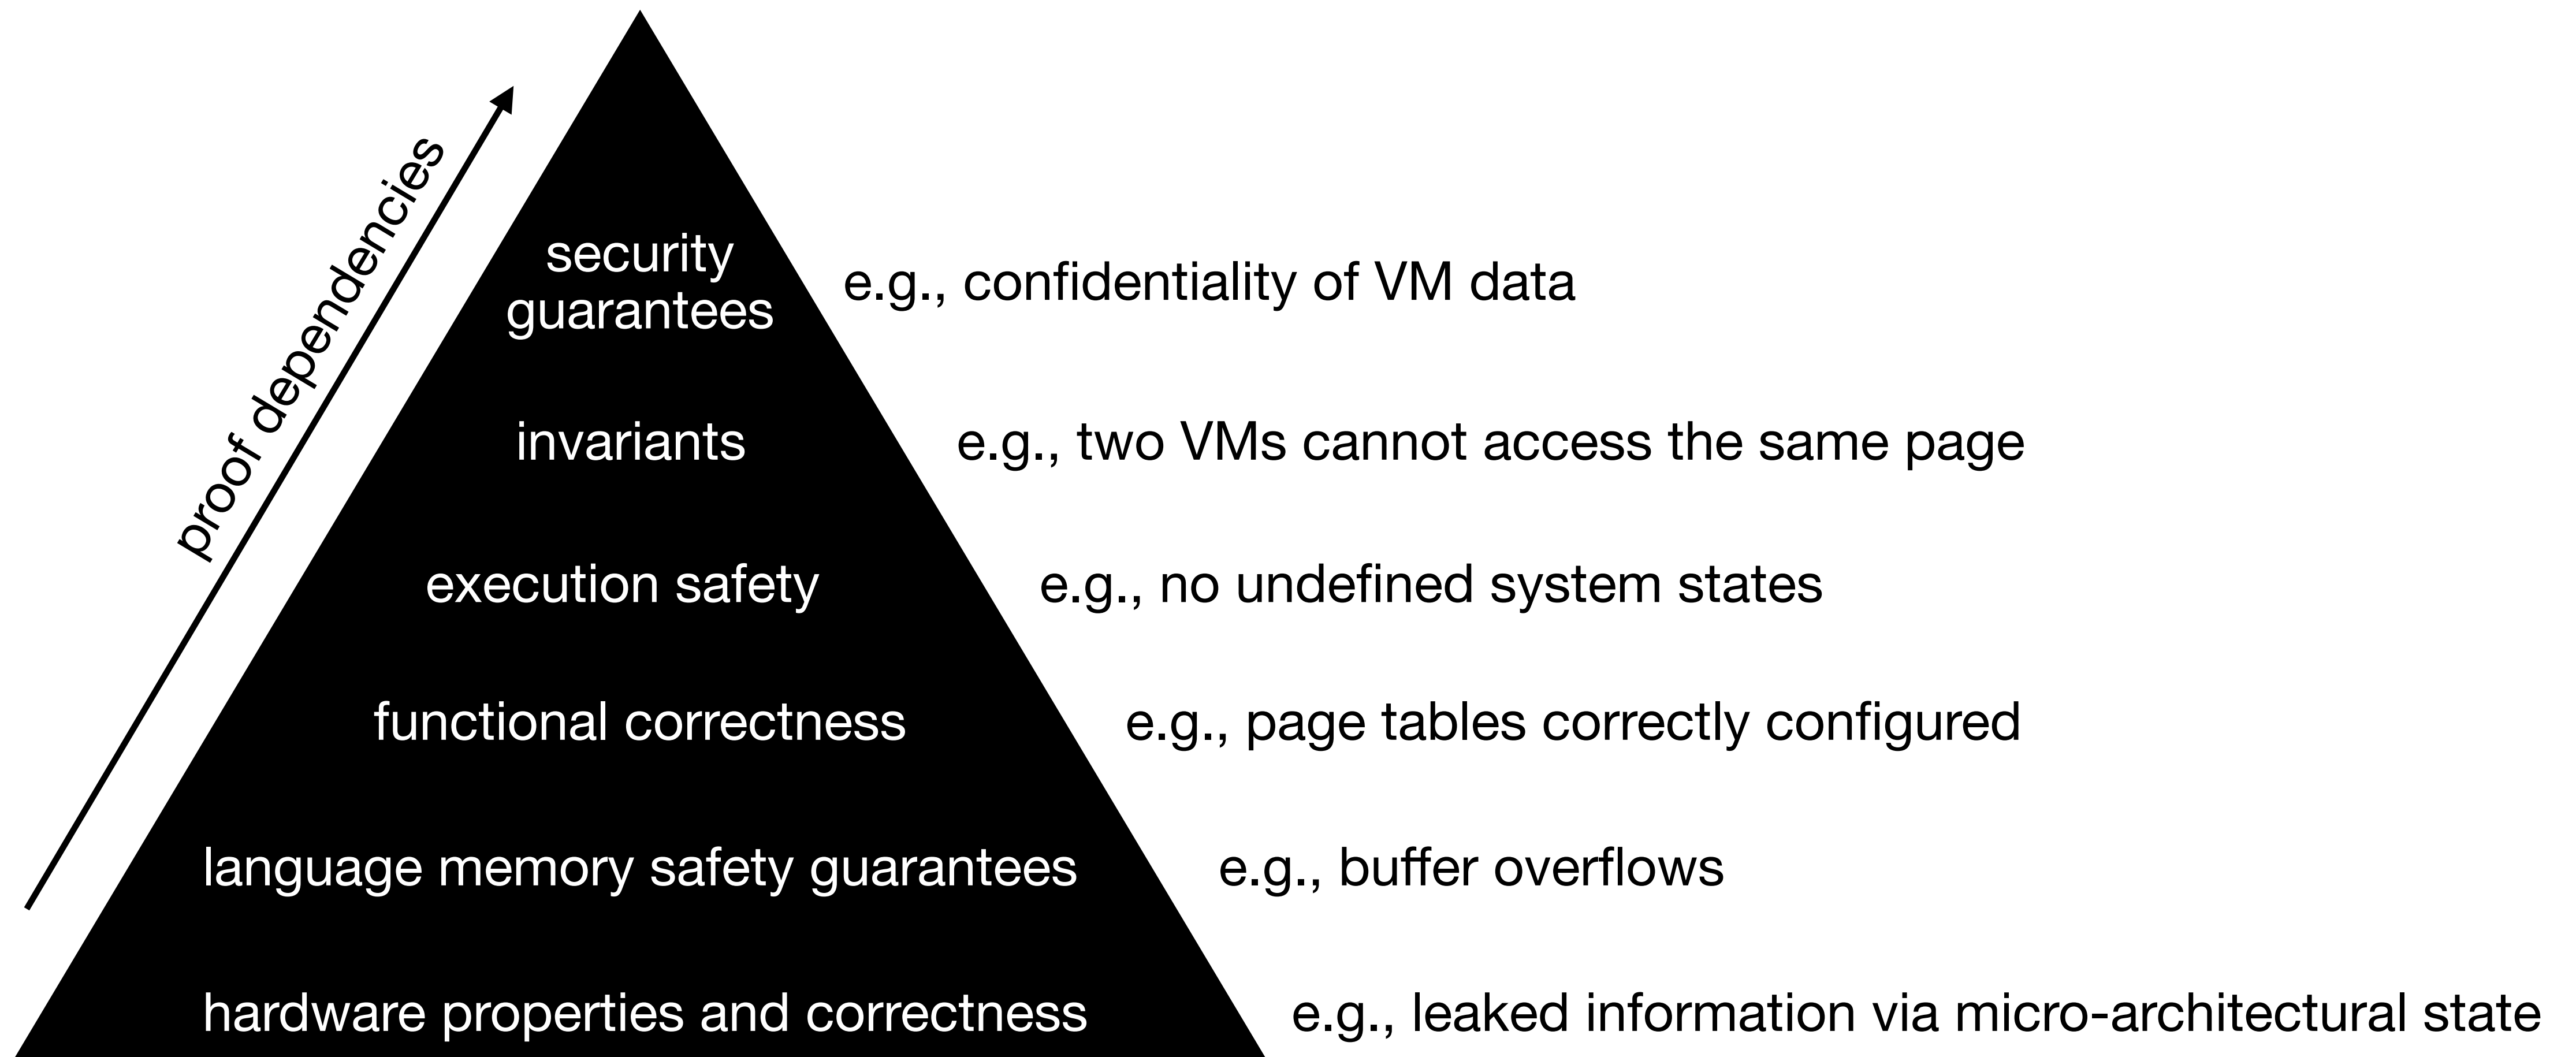 proof dependencies
security
guarantees
e.g., confidentiality of VM data
invariants
e.g., two VMs cannot access the same page
execution safety
e.g., no undefined system states
functional correctness
e.g., page tables correctly configured
language memory safety guarantees
e.g., buffer overflows
hardware properties and correctness
e.g., leaked information via micro-architectural state